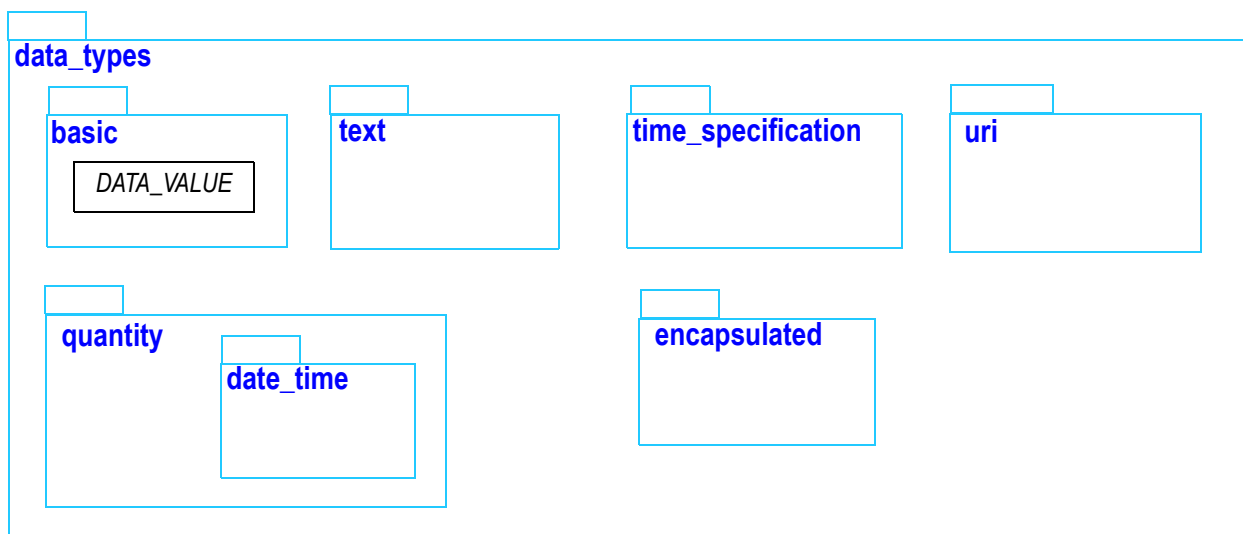 data_types
basic
text
time_specification
uri
DATA_VALUE
quantity
encapsulated
date_time